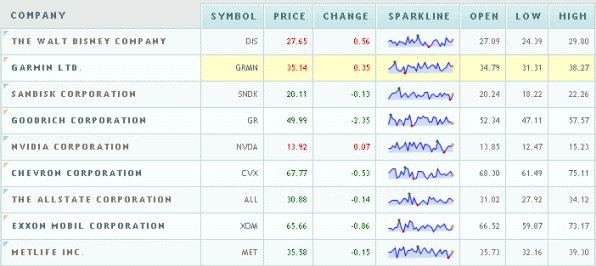 COMPANY SYMBOL PRICE CHANGE SPARKLINE OPEN LOW HIGH
THE WALT DISNEY COMPANY DIS 27.65 0.56 27.09 24.39 29.80
GARMIN LTD. GRMN 35.14 0.35 34.79 31.31 38.27
SANDISK CORPORATION SNDK 20.11 -0.13 20.24 18.22 22.26
GOODRICH CORPORATION GR 49.99 -2.35 52.34 47.11 57.57
NVIDIA CORPORATION NVDA 13.92 0.07 13.85 12.47 15.23
CHEVRON CORPORATION CVX 67.77 -0.53 68.30 61.49 75.11
THE ALLSTATE CORPORATION ALL 30.88 -0.14 31.02 27.92 34.12
EXXON MOBIL CORPORATION XOM 65.66 -0.86 66.52 59.87 73.17
METLIFE INC. MET 35.58 -0.15 35.73 32.16 39.30